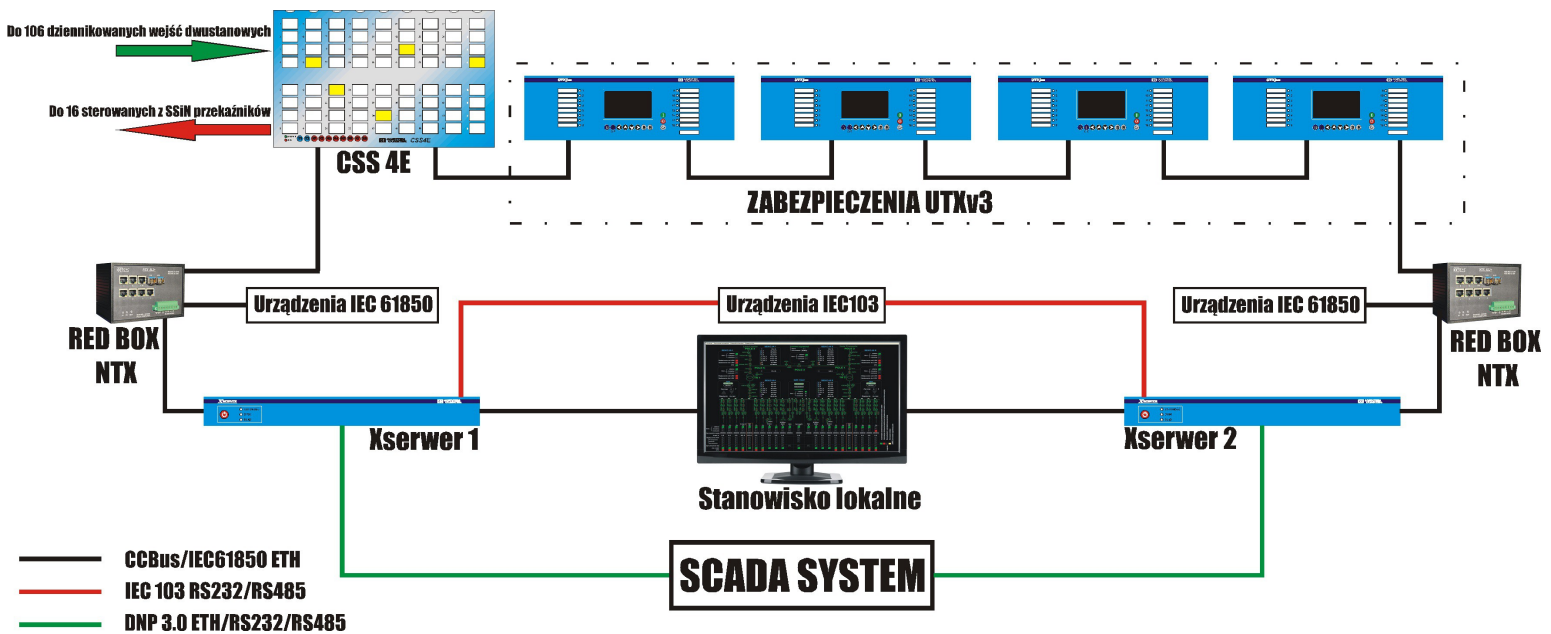 Do 106 dziennikowanych wejść dwustanowych
Do 16 sterowanych z SSiN przekaźników
CSS4E
CSS 4E
ZABEZPIECZENIA UTXv3
Urządzenia IEC 61850
Urządzenia IEC103
Urządzenia IEC 61850
RED BOX
NTX
RED BOX
NTX
Xserwer 1
Xserwer 2
Stanowisko lokalne
SCADA SYSTEM
CCBus/IEC61850 ETH
IEC 103 RS232/RS485
DNP 3.0 ETH/RS232/RS485